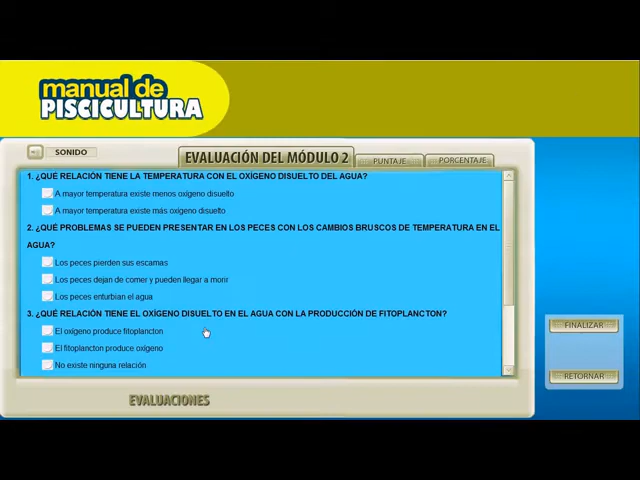 manual de
PISCICULTURA
SONIDO
EVALUACIÓN DEL MÓDULO 2
PUNTAJE
PORCENTAJE
1. ¿QUÉ RELACIÓN TIENE LA TEMPERATURA CON EL OXÍGENO DISUELTO DEL AGUA?
A mayor temperatura existe menos oxígeno disuelto
A mayor temperatura existe más oxígeno disuelto
2. ¿QUÉ PROBLEMAS SE PUEDEN PRESENTAR EN LOS PECES CON LOS CAMBIOS BRUSCOS DE TEMPERATURA EN EL
AGUA?
Los peces pierden sus escamas
Los peces dejan de comer y pueden llegar a morir
Los peces enturbian el agua
3. ¿QUÉ RELACIÓN TIENE EL OXÍGENO DISUELTO EN EL AGUA CON LA PRODUCCIÓN DE FITOPLANCTON?
El oxígeno produce fitoplancton
El fitoplancton produce oxígeno
No existe ninguna relación
FINALIZAR
RETORNAR
EVALUACIONES